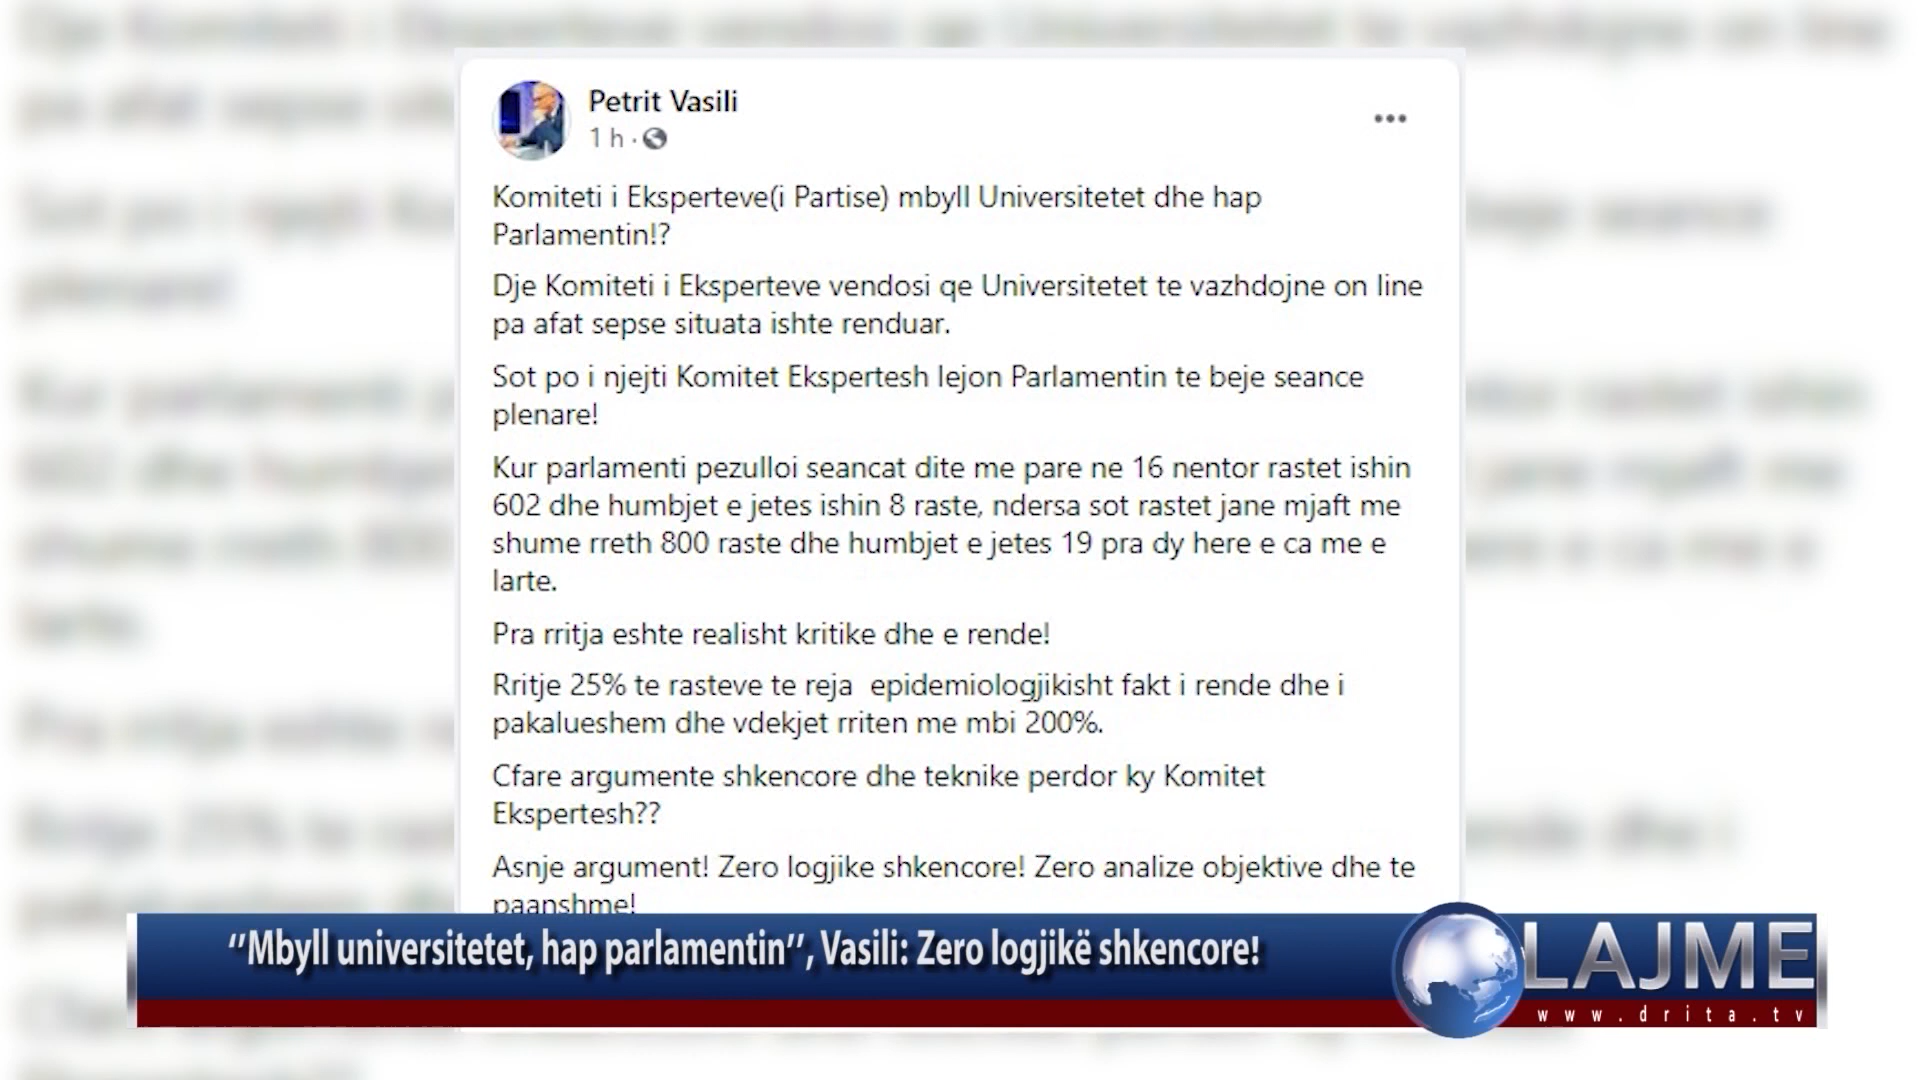 Petrit Vasili
1 h ·
Komiteti i Eksperteve(i Partise) mbyll Universitetet dhe hap
Parlamentin!?
Dje Komiteti i Eksperteve vendosi qe Universitetet te vazhdojne on line
pa afat sepse situata ishte renduar.
Sot po i njejti Komitet Ekspertesh lejon Parlamentin te beje seance
plenare!
Kur parlamenti pezulloi seancat dite me pare ne 16 nentor rastet ishin
602 dhe humbjet e jetes ishin 8 raste, ndersa sot rastet jane mjaft me
shume rreth 800 raste dhe humbjet e jetes 19 pra dy here e ca me e
larte.
Pra rritja eshte realisht kritike dhe e rende!
Rritje 25% te rasteve te reja  epidemiologjikisht fakt i rende dhe i
pakalueshem dhe vdekjet rriten me mbi 200%.
Cfare argumente shkencore dhe teknike perdor ky Komitet
Ekspertesh??
Asnje argument! Zero logjike shkencore! Zero analize objektive dhe te
paanshme!
‘‘Mbyll universitetet, hap parlamentin’’, Vasili: Zero logjikë shkencore!
LAJME
www.drita.tv